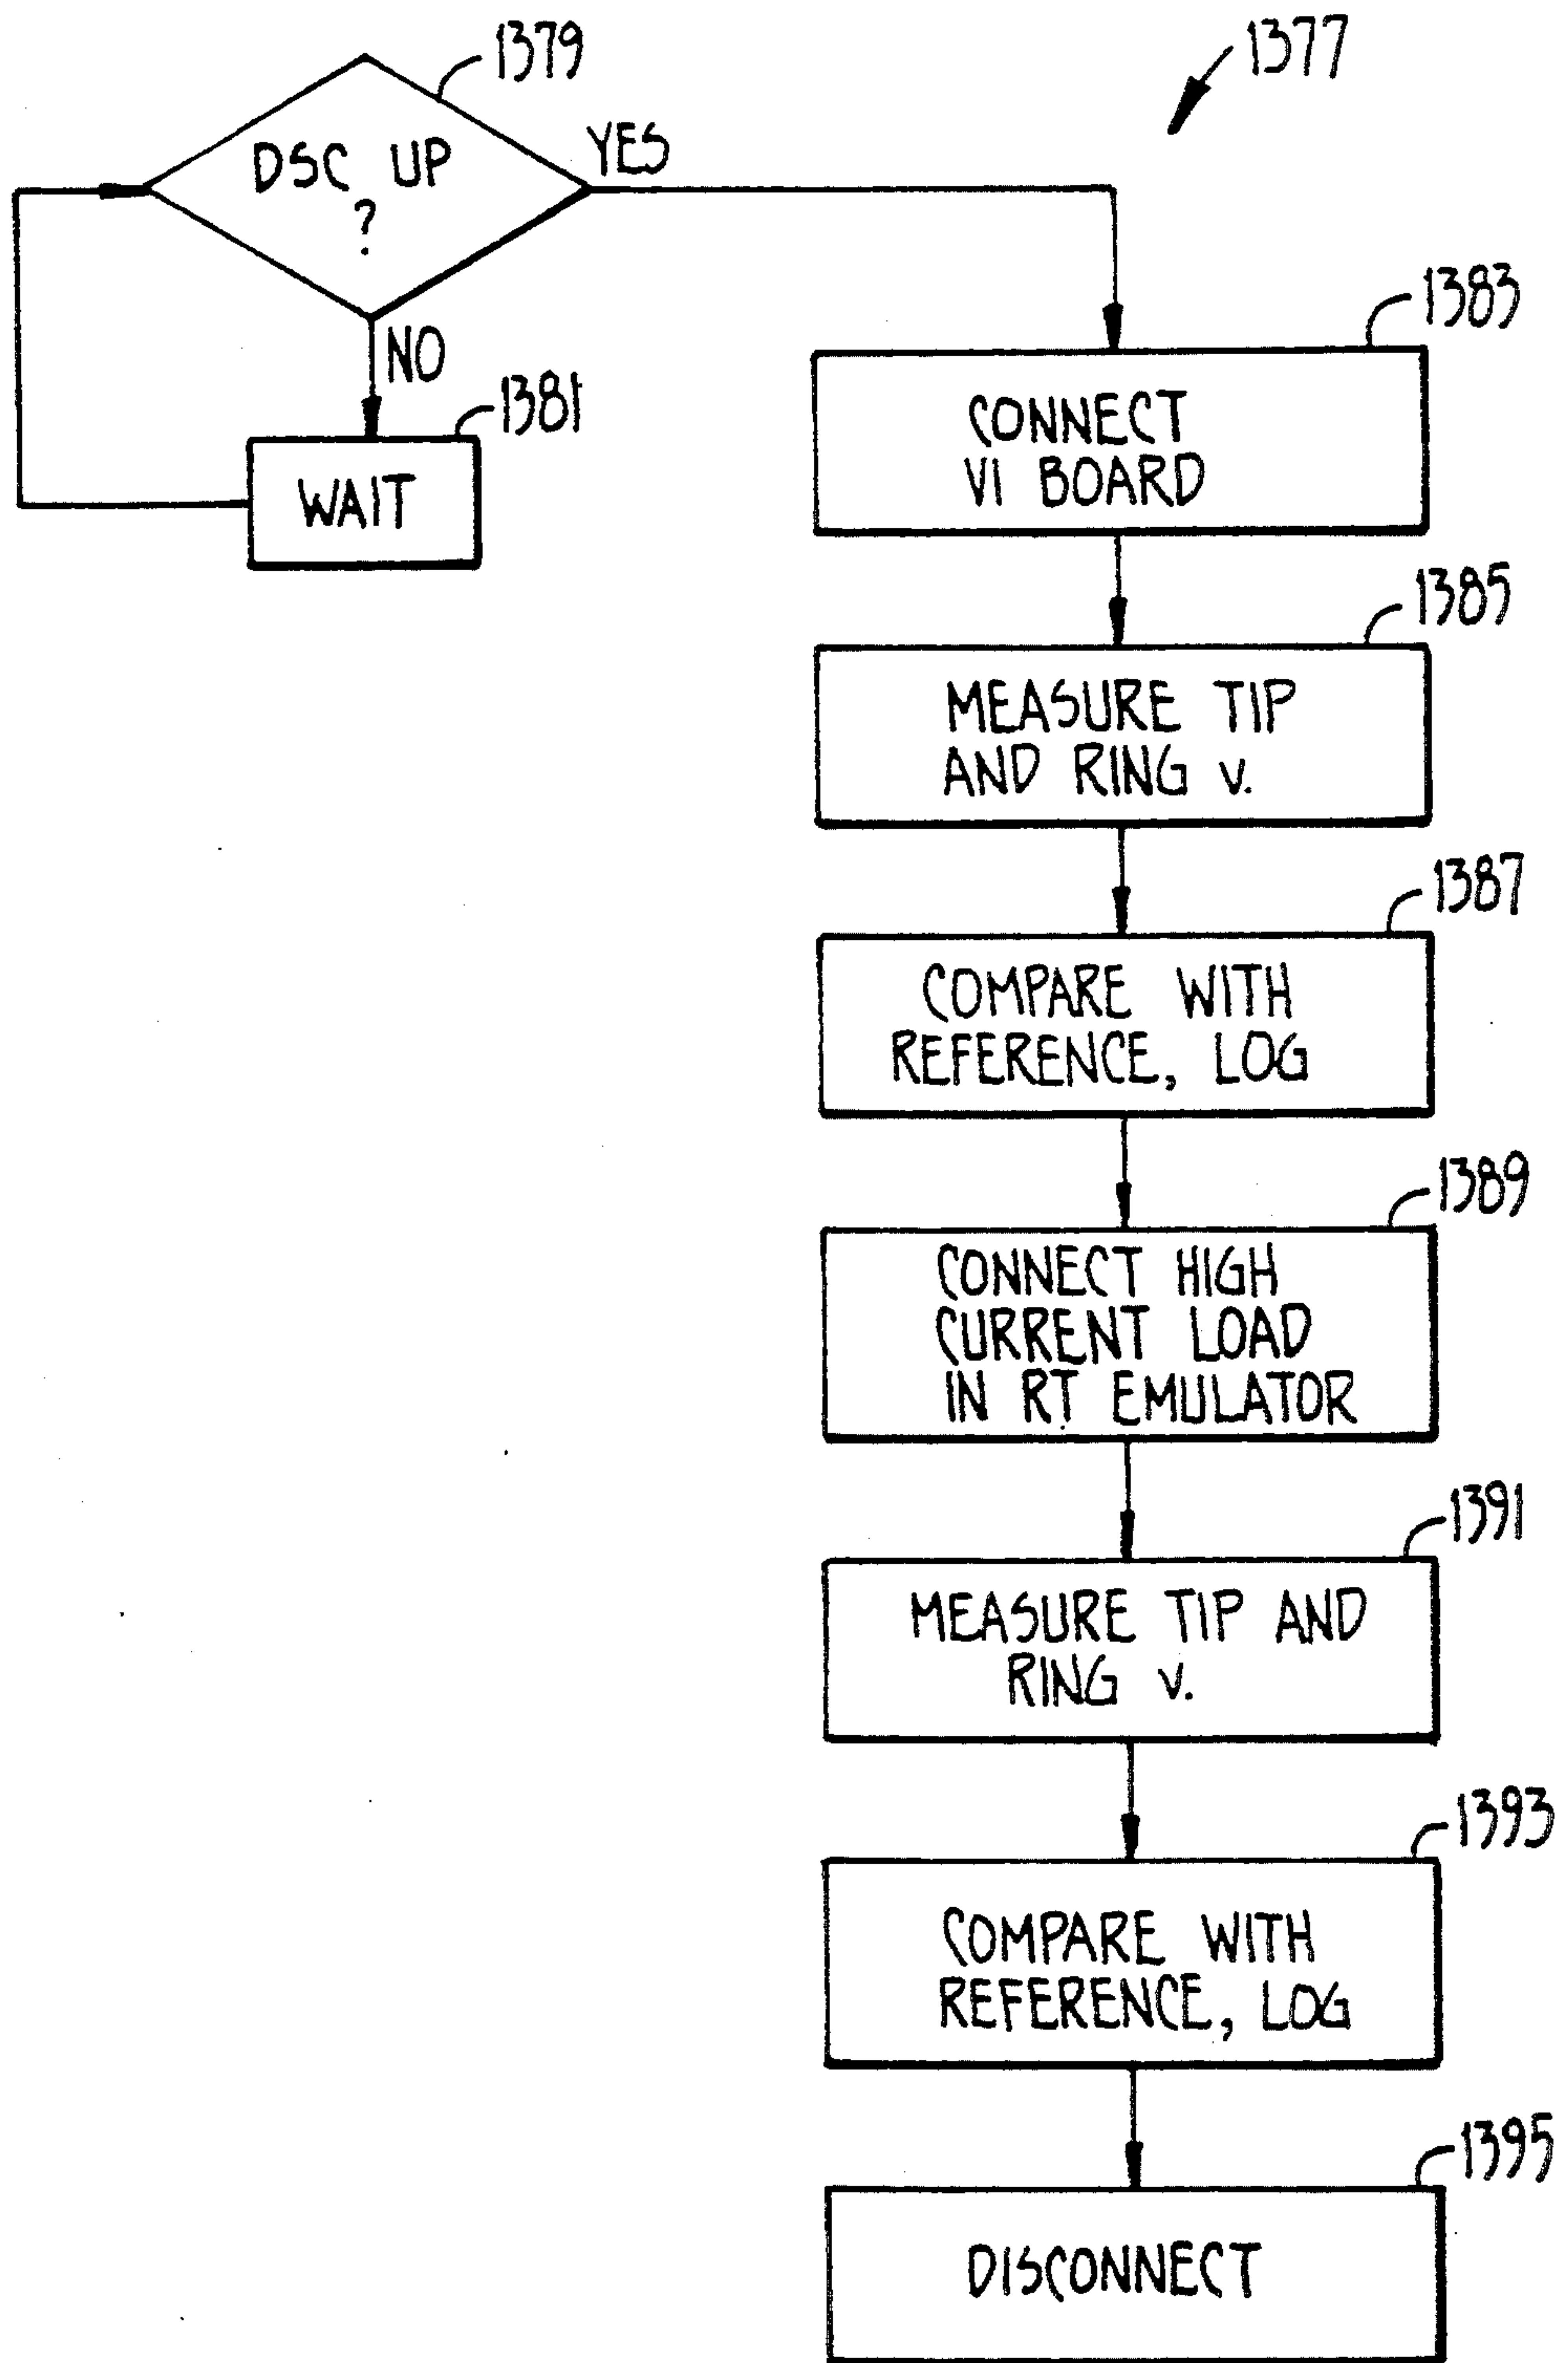 1379
1377
DSC UP
?
YES
NO
1381
WAIT
1383
CONNECT
VI BOARD
1385
MEASURE TIP
AND RING v.
1387
COMPARE WITH
REFERENCE, LOG
1389
CONNECT HIGH
CURRENT LOAD
IN RT EMULATOR
1391
MEASURE TIP AND
RING v.
1393
COMPARE WITH
REFERENCE, LOG
1395
DISCONNECT